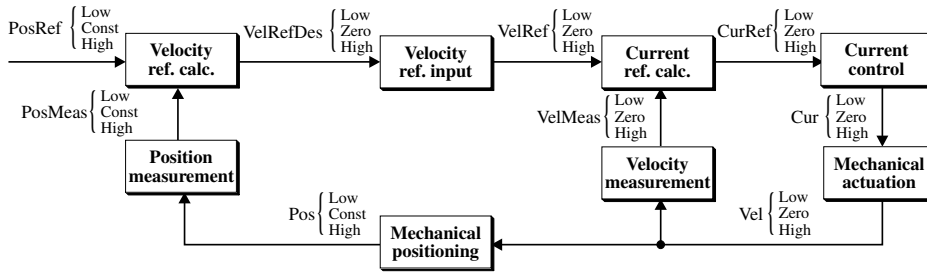 PosRef { Low
Const
High
Velocity
ref. calc.
VelRefDes { Low
Zero
High
Velocity
ref. input
VelRef { Low
Zero
High
Current
ref. calc.
CurRef { Low
Zero
High
Current
control
PosMeas { Low
Const
High
VelMeas { Low
Zero
High
Cur { Low
Zero
High
Position
measurement
Velocity
measurement
Mechanical
actuation
Pos { Low
Const
High
Mechanical
positioning
Vel { Low
Zero
High